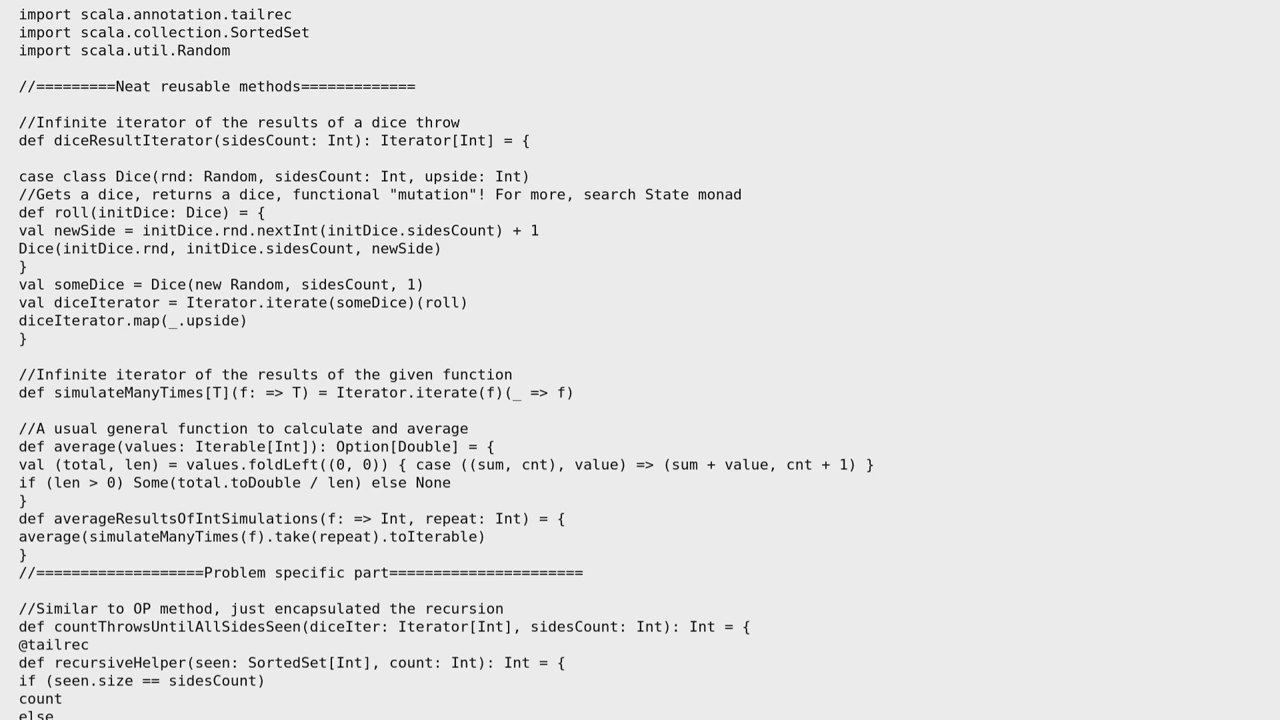 import scala.annotation.tailrec
import scala.collection.SortedSet
import scala.util.Random
//=========Neat reusable methods=============
//Infinite iterator of the results of a dice throw
def diceResultIterator(sidesCount: Int): Iterator[Int] = {
case class Dice(rnd: Random, sidesCount: Int, upside: Int)
//Gets a dice, returns a dice, functional "mutation"! For more, search State monad
def roll(initDice: Dice) = {
val newSide = initDice.rnd.nextInt(initDice.sidesCount) + 1
Dice(initDice.rnd, initDice.sidesCount, newSide)
}
val someDice = Dice(new Random, sidesCount, 1)
val diceIterator = Iterator.iterate(someDice)(roll)
diceIterator.map(_.upside)
}
//Infinite iterator of the results of the given function
def simulateManyTimes[T](f: => T) = Iterator.iterate(f)(_ => f)
//A usual general function to calculate and average
def average(values: Iterable[Int]): Option[Double] = {
val (total, len) = values.foldLeft((0, 0)) { case ((sum, cnt), value) => (sum + value, cnt + 1) }
if (len > 0) Some(total.toDouble / len) else None
}
def averageResultsOfIntSimulations(f: => Int, repeat: Int) = {
average(simulateManyTimes(f).take(repeat).toIterable)
}
//===================Problem specific part======================
//Similar to OP method, just encapsulated the recursion
def countThrowsUntilAllSidesSeen(diceIter: Iterator[Int], sidesCount: Int): Int = {
@tailrec
def recursiveHelper(seen: SortedSet[Int], count: Int): Int = {
if (seen.size == sidesCount)
count
else